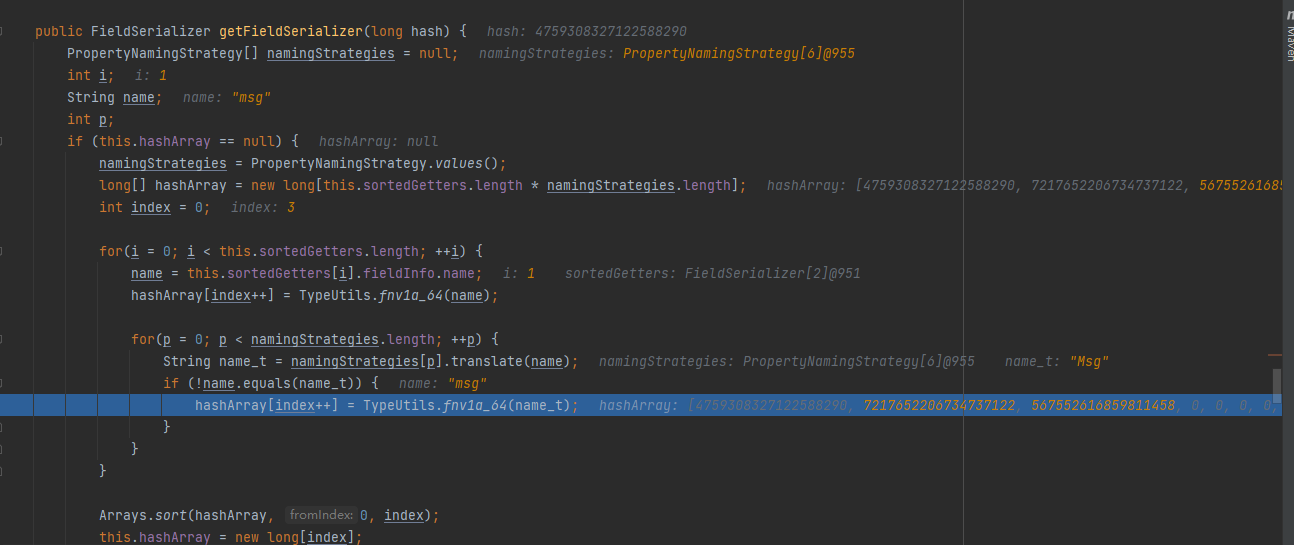 public FieldSerializer getFieldSerializer(long hash) {   hash: 4759308327122588290
PropertyNamingStrategy[] namingStrategies = null;   namingStrategies: PropertyNamingStrategy[6]@955
int i;   i: 1
String name;   name: "msg"
int p;
if (this.hashArray == null) {   hashArray: null
namingStrategies = PropertyNamingStrategy.values();
long[] hashArray = new long[this.sortedGetters.length * namingStrategies.length];   hashArray: [4759308327122588290, 7217652206734737122, 56755261685
int index = 0;   index: 3
for(i = 0; i < this.sortedGetters.length; ++i) {
name = this.sortedGetters[i].fieldInfo.name;   i: 1   sortedGetters: FieldSerializer[2]@951
hashArray[index++] = TypeUtils.fnv1a_64(name);
for(p = 0; p < namingStrategies.length; ++p) {
String name_t = namingStrategies[p].translate(name);   namingStrategies: PropertyNamingStrategy[6]@955   name_t: "Msg"
if (!name.equals(name_t)) {   name: "msg"
hashArray[index++] = TypeUtils.fnv1a_64(name_t);   hashArray: [4759308327122588290, 7217652206734737122, 567552616859811458, 0, 0, 0, 0,
}
}
}
Arrays.sort(hashArray, fromIndex: 0, index);
this.hashArray = new long[index];
Maven